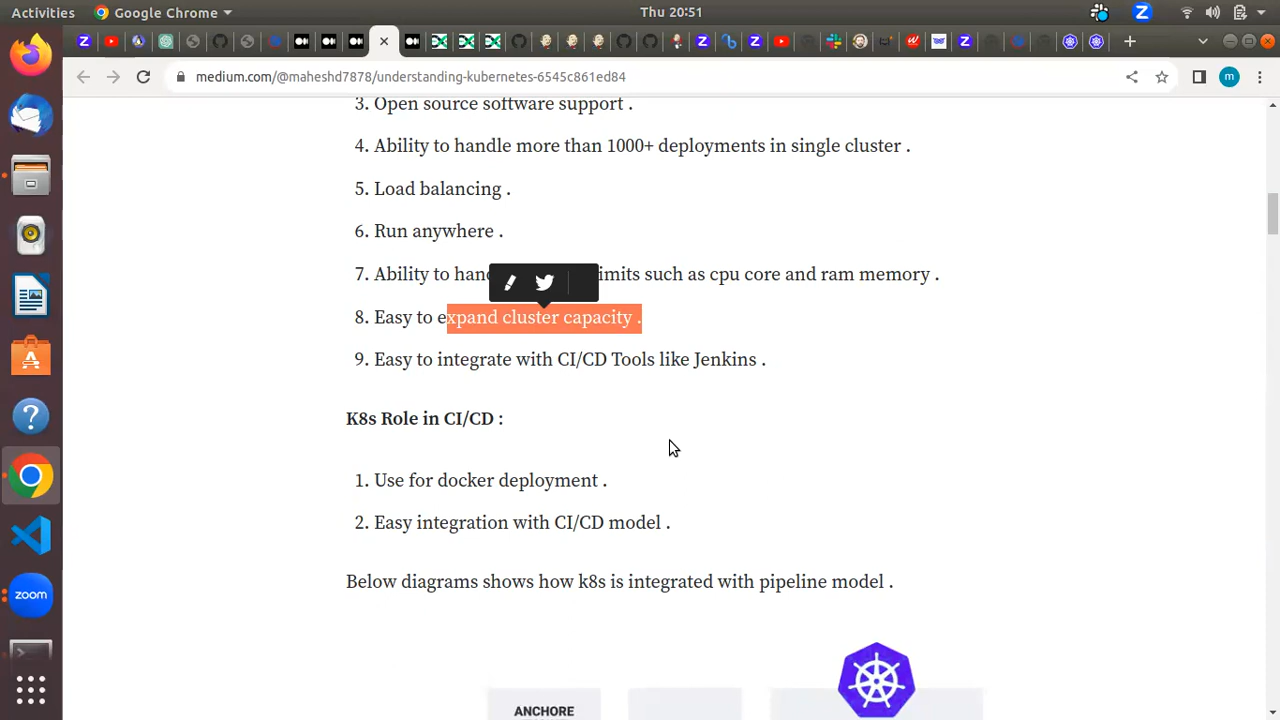 Activities
Google Chrome
Thu 20:51
medium.com/@maheshd7878/understanding-kubernetes-6545c861ed84
m
3. Open source software support .
4. Ability to handle more than 1000+ deployments in single cluster .
5. Load balancing .
6. Run anywhere .
7. Ability to hand imits such as cpu core and ram memory .
8. Easy to expand cluster capacity .
9. Easy to integrate with CI/CD Tools like Jenkins .
K8s Role in CI/CD :
1. Use for docker deployment .
2. Easy integration with CI/CD model .
Below diagrams shows how k8s is integrated with pipeline model .
zoom
ANCHORE